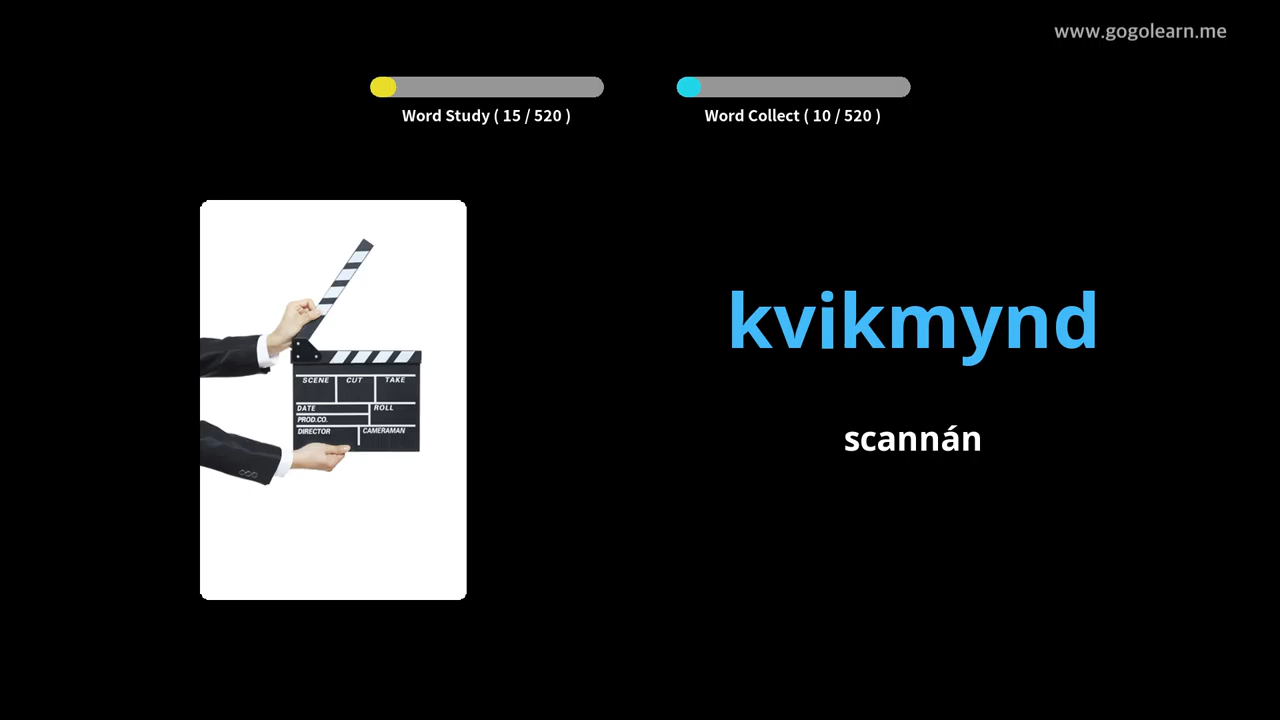 www.gogolearn.me
Word Study ( 15 / 520 )
Word Collect ( 10 / 520 )
SCENE CUT TAKE
DATE ROLL
PROD.CO.
DIRECTOR CAMERAMAN
kvikmynd
scannán